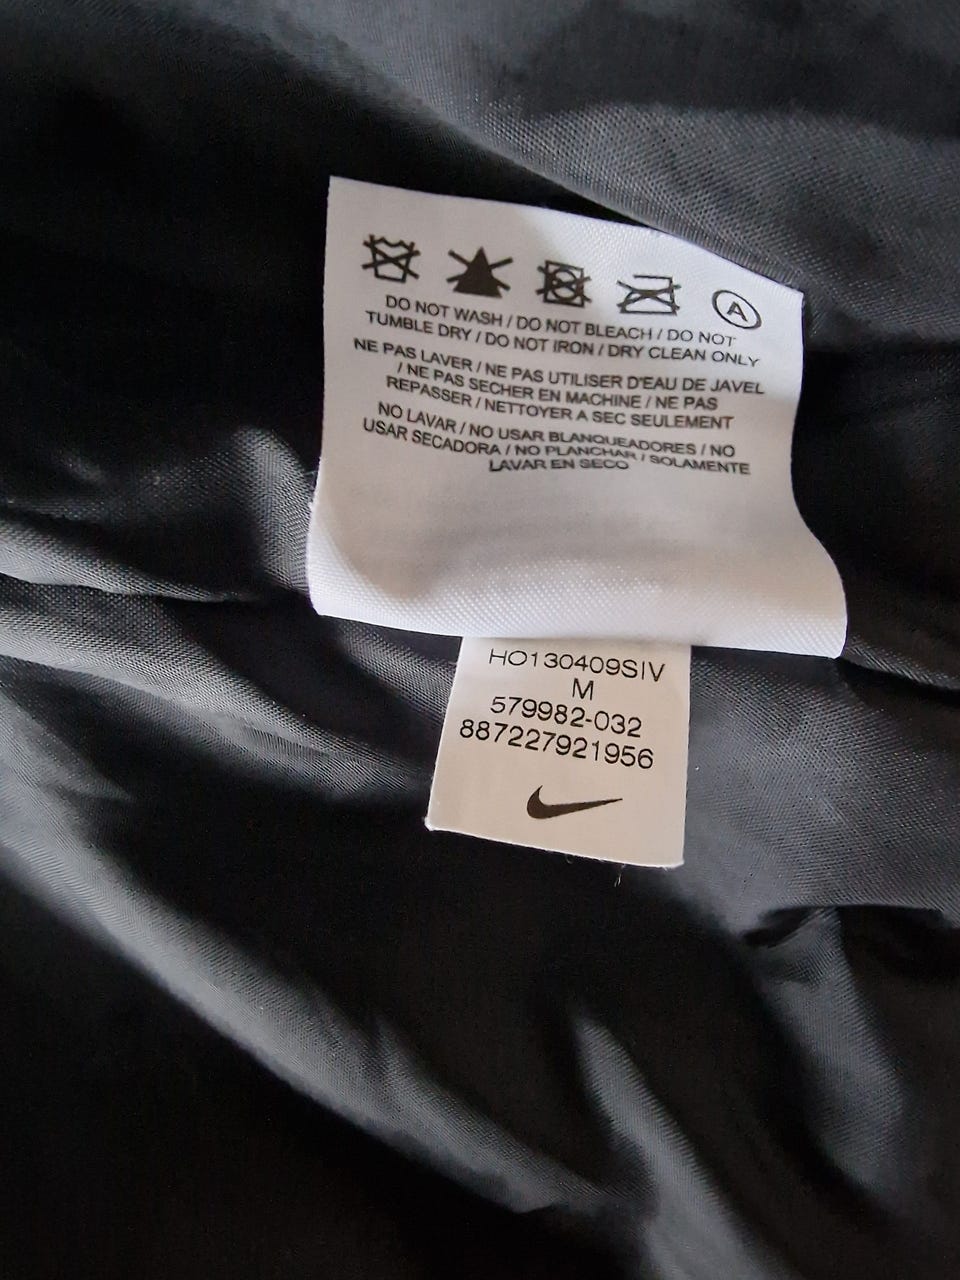 A
DO NOT WASH / DO NOT BLEACH / DO NOT
TUMBLE DRY / DO NOT IRON / DRY CLEAN ONLY
NE PAS LAVER / NE PAS UTILISER D'EAU DE JAVEL
/ NE PAS SECHER EN MACHINE / NE PAS
REPASSER / NETTOYER A SEC SEULEMENT
NO LAVAR / NO USAR BLANQUEADORES / NO
USAR SECADORA / NO PLANCHAR / SOLAMENTE
LAVAR EN SECO
HO130409SIV
M
579982-032
887227921956